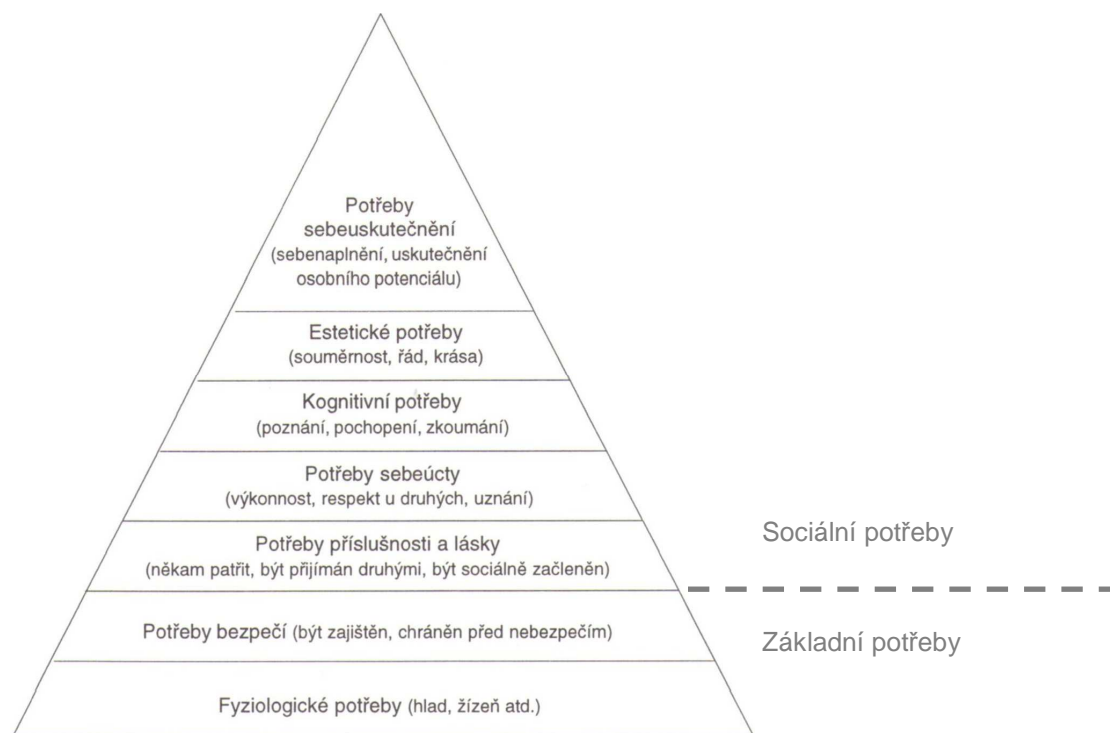 Potřeby
sebeuskutečnění
(sebenaplnění, uskutečnění
osobního potenciálu)
Estetické potřeby
(souměrnost, řád, krása)
Kognitivní potřeby
(poznání, pochopení, zkoumání)
Potřeby sebeúcty
(výkonnost, respekt u druhých, uznání)
Potřeby příslušnosti a lásky
(někam patřit, být přijímán druhými, být sociálně začleněn)
Sociální potřeby
Potřeby bezpečí (být zajištěn, chráněn před nebezpečím)
Základní potřeby
Fyziologické potřeby (hlad, žízeň atd.)